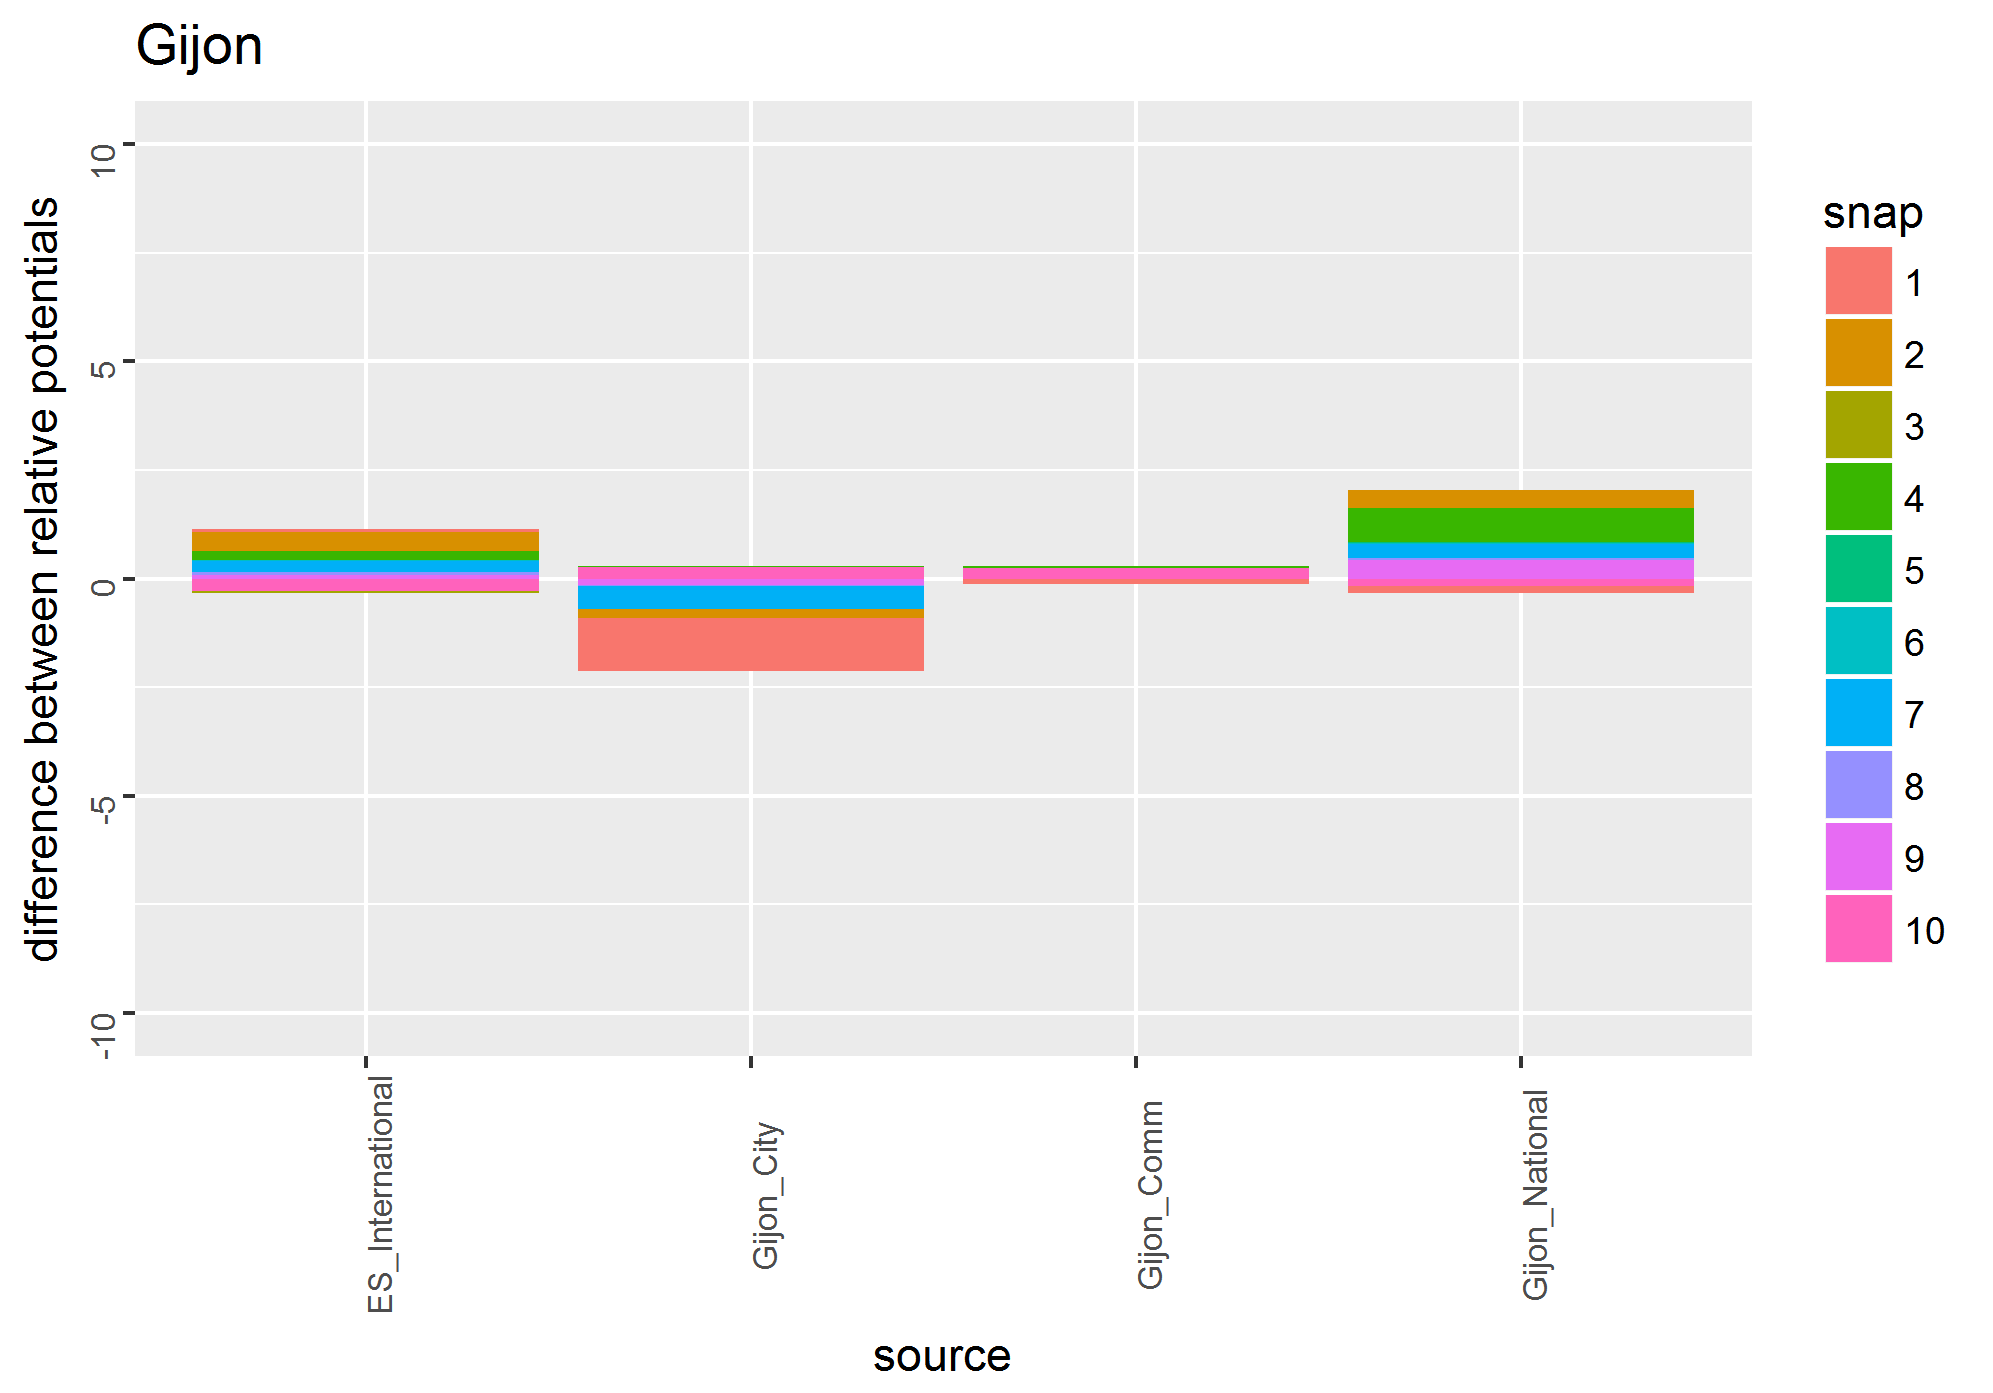 Gijon
difference between relative potentials
10
5
0
-5
-10
ES_International
Gijon_City
Gijon_Comm
Gijon_National
source
snap
1
2
3
4
5
6
7
8
9
10